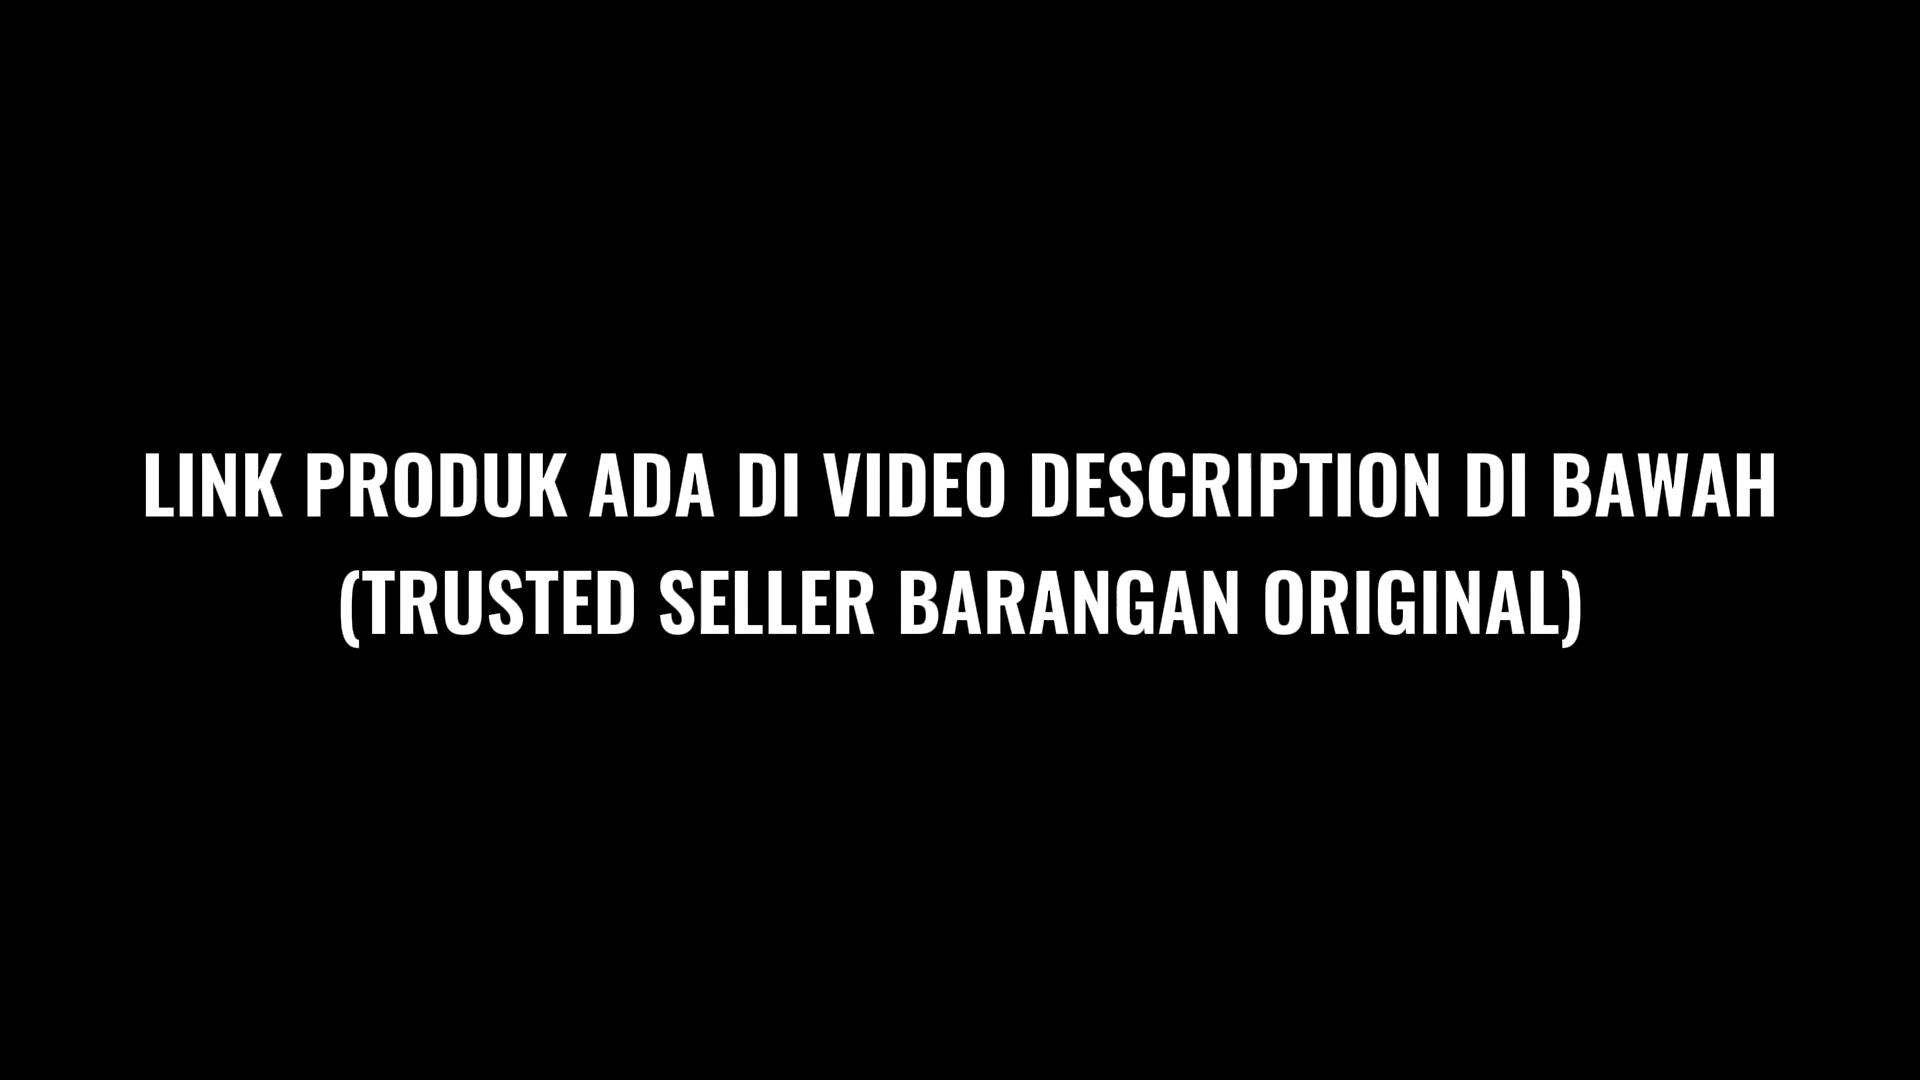 LINK PRODUK ADA DI VIDEO DESCRIPTION DI BAWAH
(TRUSTED SELLER BARANGAN ORIGINAL)